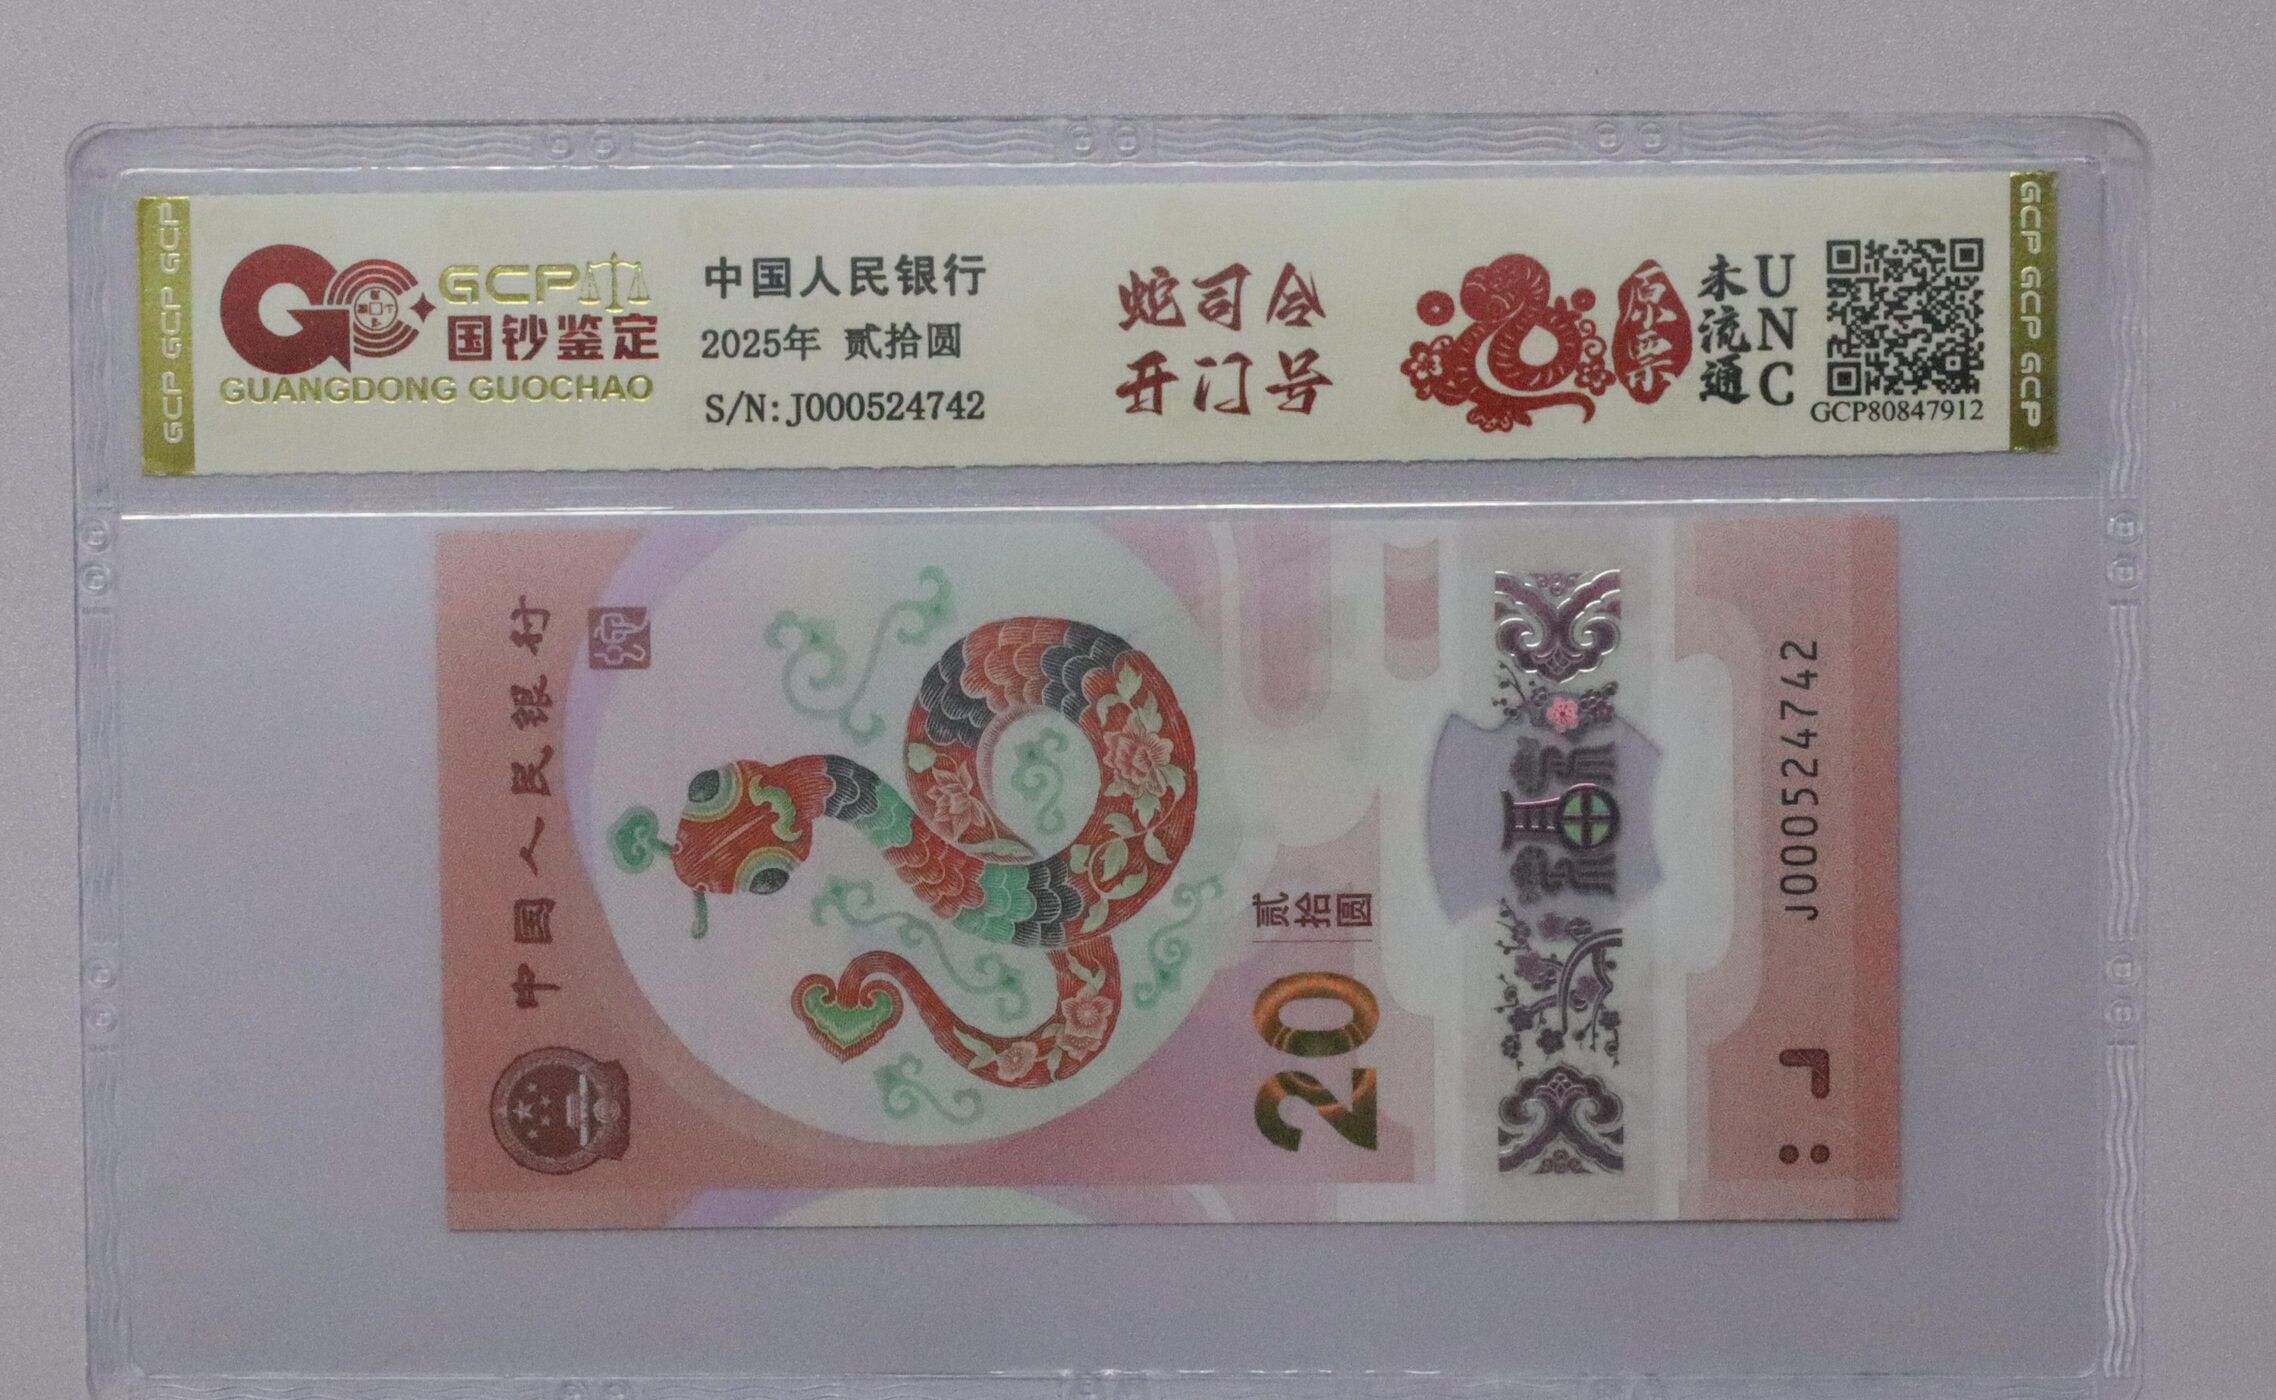 GCP GCP GCP
GCP
国钞鉴定
GUANGDONG GUOCHAO
中国人民银行
2025年 贰拾圆
S/N:J000524742
蛇司令
开门号
原票
未流通
UNC
GCP80847912
GCP GCP GCP
中国人民银行
20
贰拾圆
福
J000524742